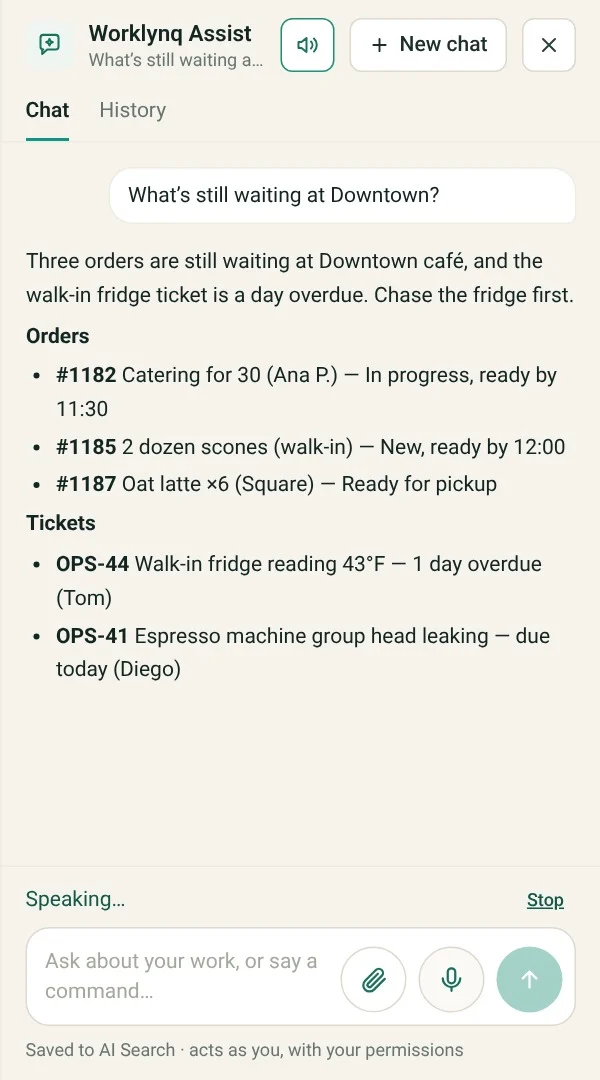 Worklynq Assist
What's still waiting a…
New chat
Chat
History
What's still waiting at Downtown?
Three orders are still waiting at Downtown café, and the
walk-in fridge ticket is a day overdue. Chase the fridge first.
Orders
• #1182 Catering for 30 (Ana P.) — In progress, ready by
11:30
• #1185 2 dozen scones (walk-in) — New, ready by 12:00
• #1187 Oat latte ×6 (Square) — Ready for pickup
Tickets
• OPS-44 Walk-in fridge reading 43°F — 1 day overdue
(Tom)
• OPS-41 Espresso machine group head leaking — due
today (Diego)
Speaking…
Stop
Ask about your work, or say a
command…
Saved to AI Search · acts as you, with your permissions